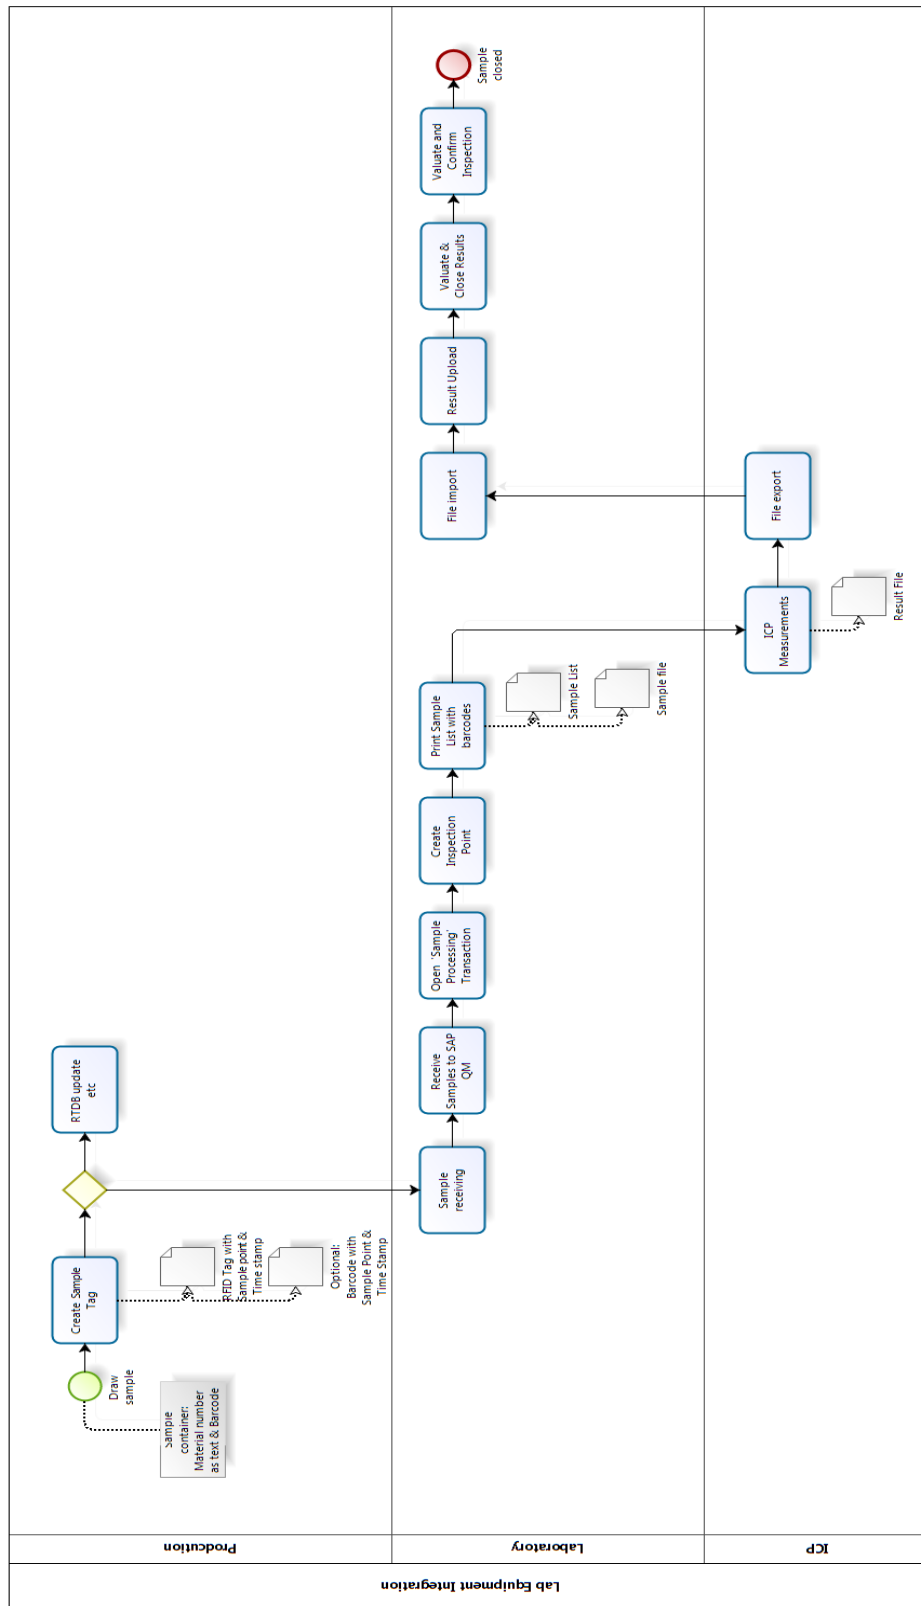 Lab Equipment Integration
Prodcution
Draw
sample
Sample
container:
Material number
as text & Barcode
Create Sample
Tag
RFID Tag with
Sample point &
Time stamp
Optional:
Barcode with
Sample Point &
Time Stamp
RTDB update
etc
Laboratory
Sample
receiving
Receive
Samples to SAP
QM
Open 'Sample
Processing'
Transaction
Create
Inspection
Point
Print Sample
List with
barcodes
Sample List
Sample file
File import
Result Upload
Valuate &
Close Results
Valuate and
Confirm
Inspection
Sample
closed
ICP
ICP
Measurements
Result File
File export